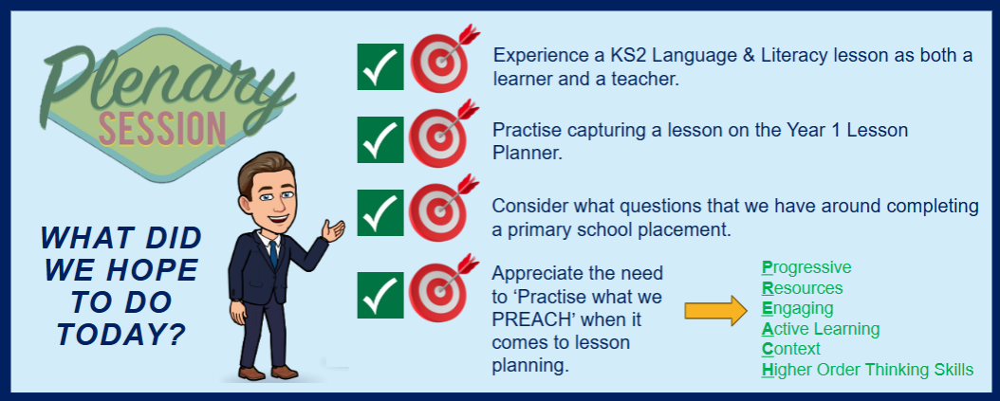 Plenary
SESSION
WHAT DID
WE HOPE
TO DO
TODAY?
Experience a KS2 Language & Literacy lesson as both a
learner and a teacher.
Practise capturing a lesson on the Year 1 Lesson
Planner.
Consider what questions that we have around completing
a primary school placement.
Appreciate the need
to ‘Practise what we
PREACH’ when it
comes to lesson
planning.
Progressive
Resources
Engaging
Active Learning
Context
Higher Order Thinking Skills